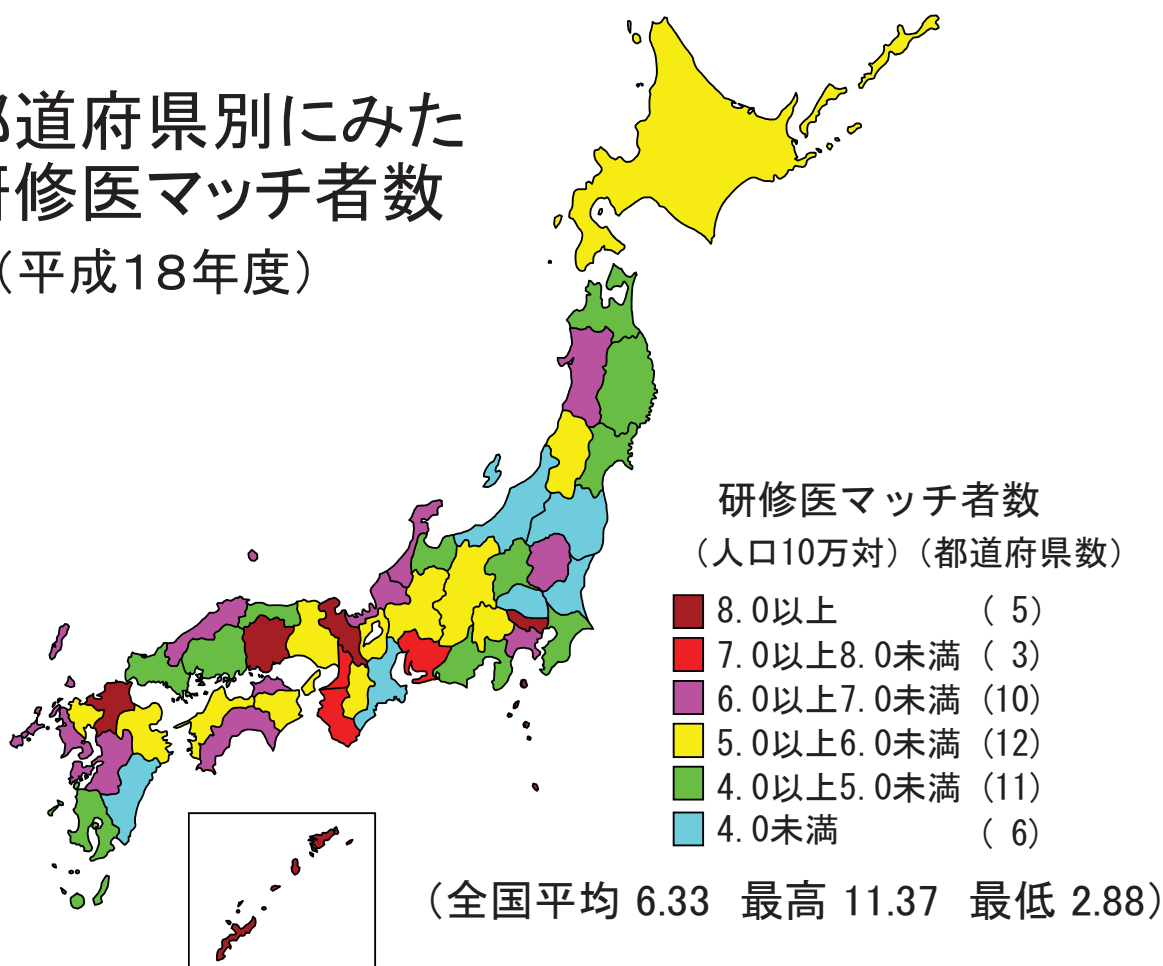 道府県別にみた
修医マッチ者数
（平成１８年度）
研修医マッチ者数
（人口10万対）（都道府県数）
8.0以上 （ 5）
7.0以上8.0未満（ 3）
6.0以上7.0未満（10）
5.0以上6.0未満（12）
4.0以上5.0未満（11）
4.0未満 （ 6）
（全国平均 6.33 最高 11.37 最低 2.88）